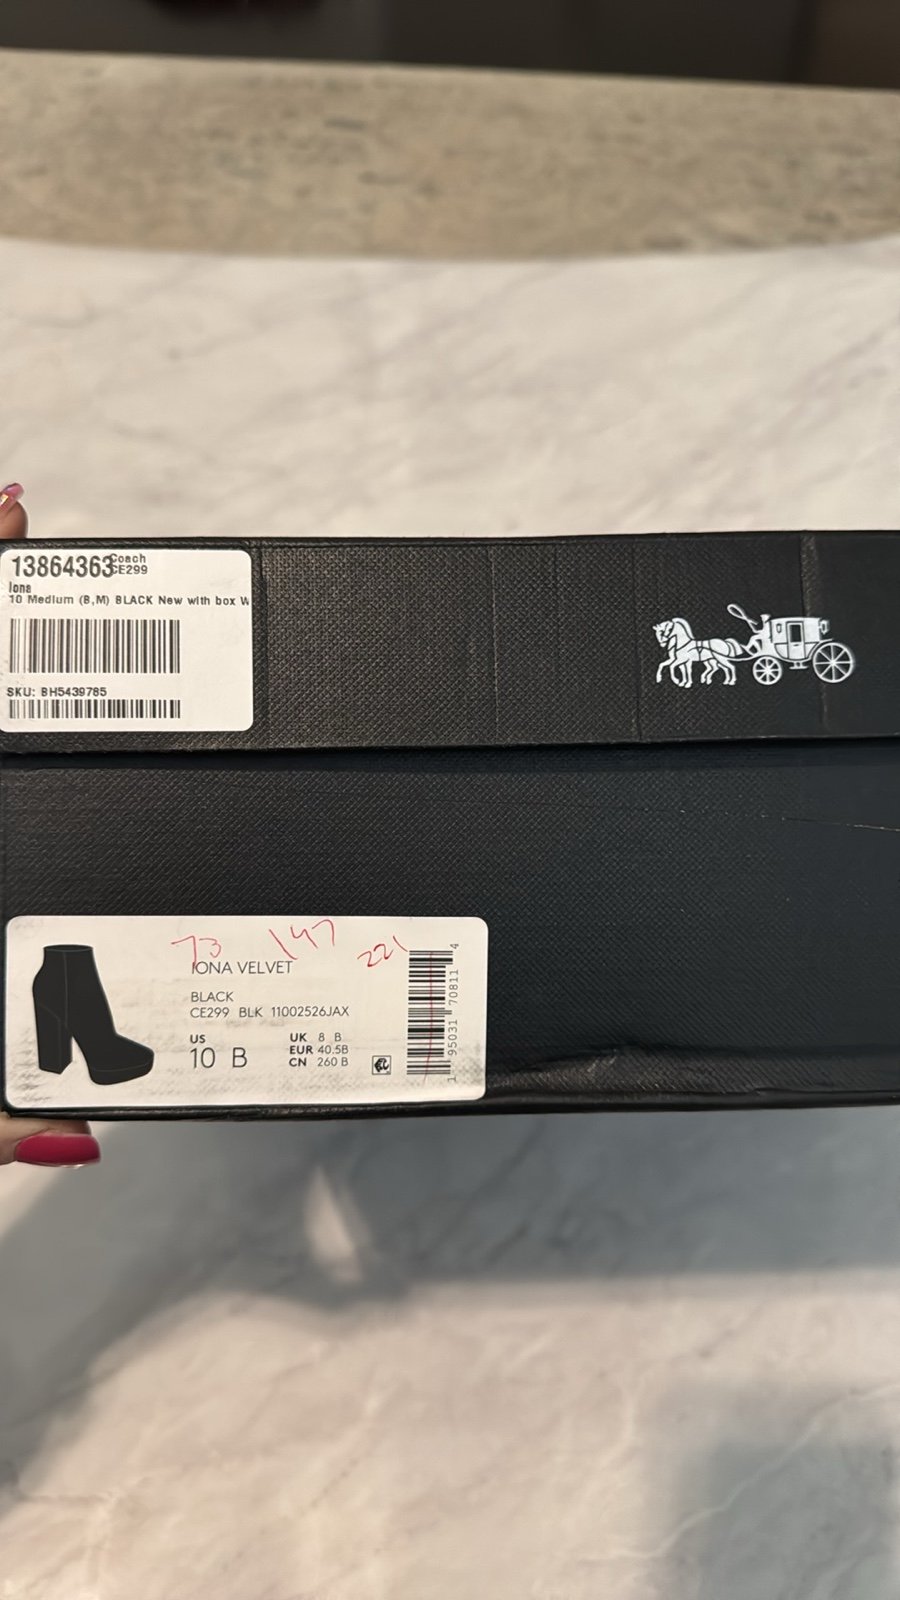 13864363 Coach
CE299
Iona
10 Medium (B,M) BLACK New with box W
SKU: BH5439785
73 147 221
IONA VELVET
BLACK
CE299 BLK 11002526JAX
US
10 B
UK 8 B
EUR 40.5B
CN 260 B
1 95031 70811 4